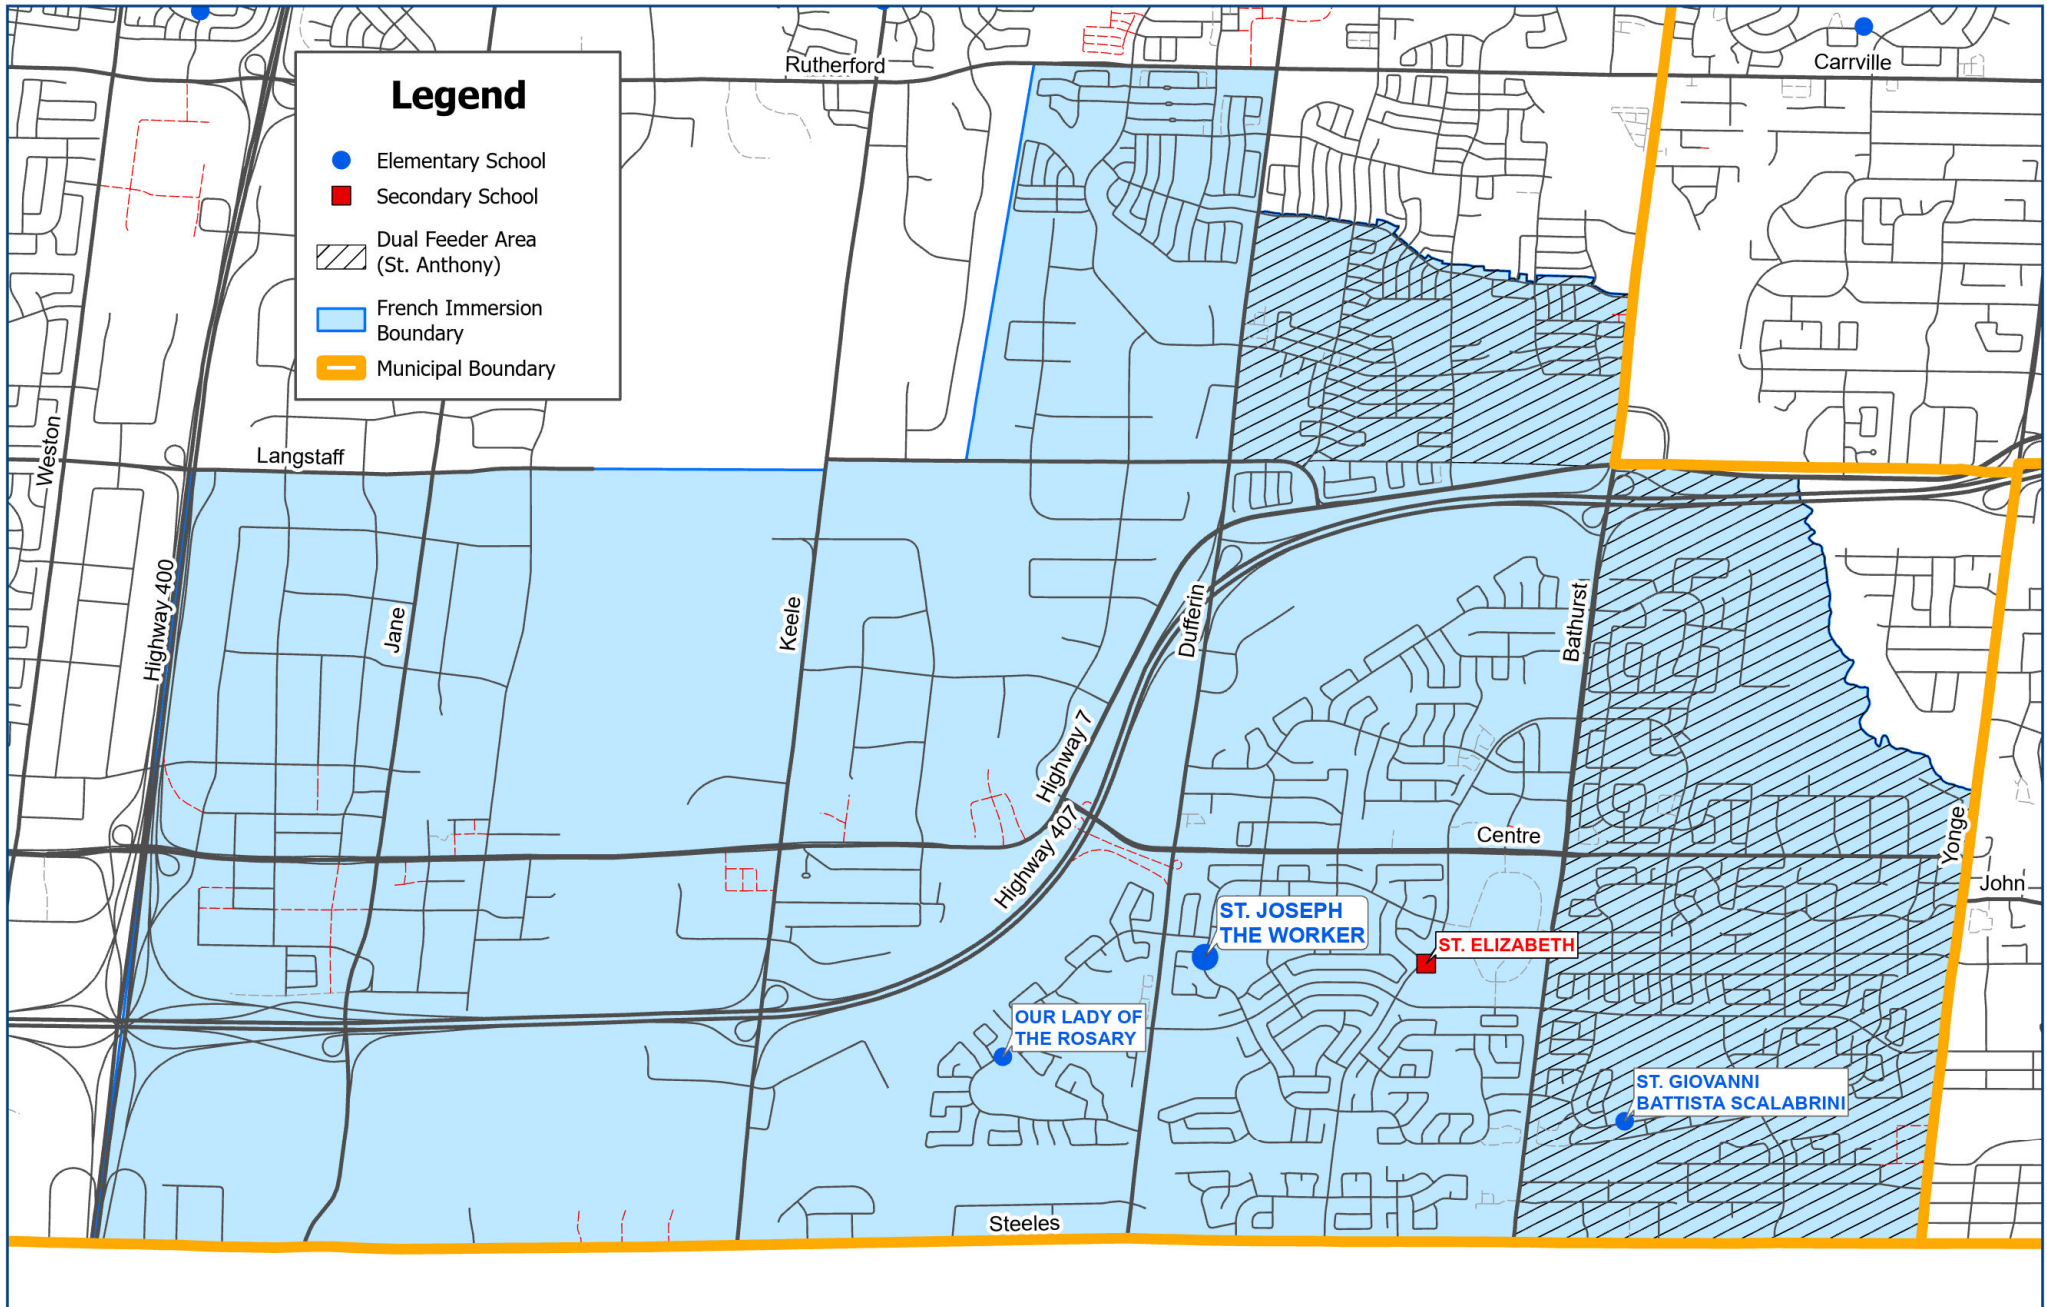 Rutherford
Carrville
Legend
Elementary School
Secondary School
Dual Feeder Area
(St. Anthony)
French Immersion
Boundary
Municipal Boundary
Weston
Langstaff
Highway 400
Jane
Keele
Dufferin
Bathurst
Highway 7
Highway 407
Centre
Yonge
John
ST. JOSEPH
THE WORKER
ST. ELIZABETH
OUR LADY OF
THE ROSARY
ST. GIOVANNI
BATTISTA SCALABRINI
Steeles